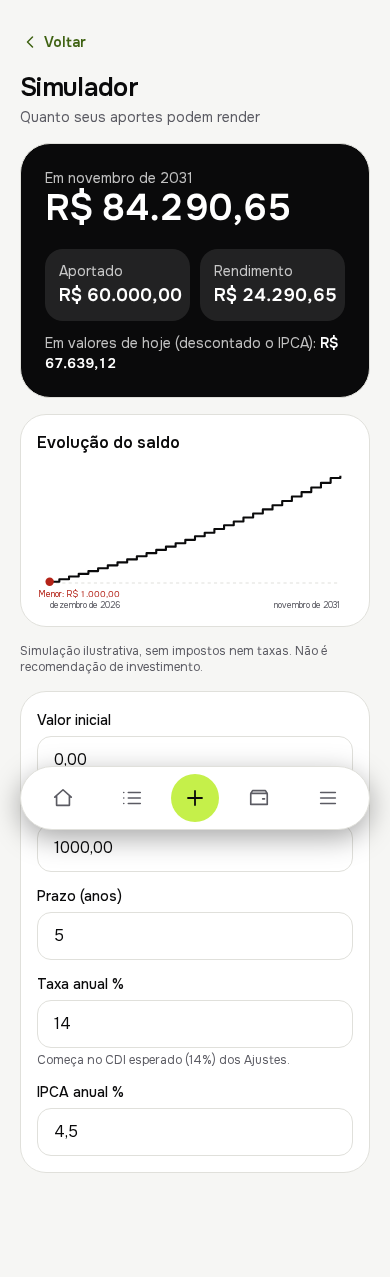 Voltar
Simulador
Quanto seus aportes podem render
Em novembro de 2031
R$ 84.290,65
Aportado
R$ 60.000,00
Rendimento
R$ 24.290,65
Em valores de hoje (descontado o IPCA): R$
67.639,12
Evolução do saldo
Menor: R$ 1.000,00
dezembro de 2026
novembro de 2031
Simulação ilustrativa, sem impostos nem taxas. Não é
recomendação de investimento.
Valor inicial
0,00
1000,00
Prazo (anos)
5
Taxa anual %
14
Começa no CDI esperado (14%) dos Ajustes.
IPCA anual %
4,5